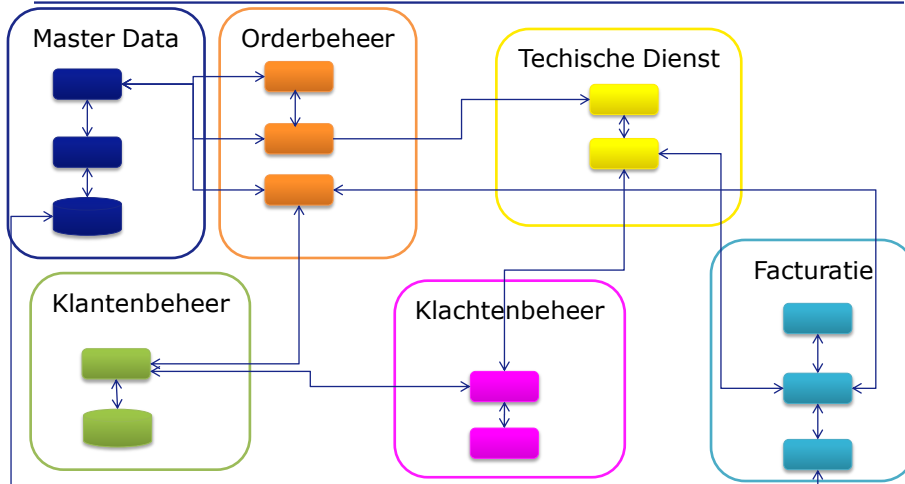 Master Data
Orderbeheer
Techische Dienst
Klantenbeheer
Klachtenbeheer
Facturatie